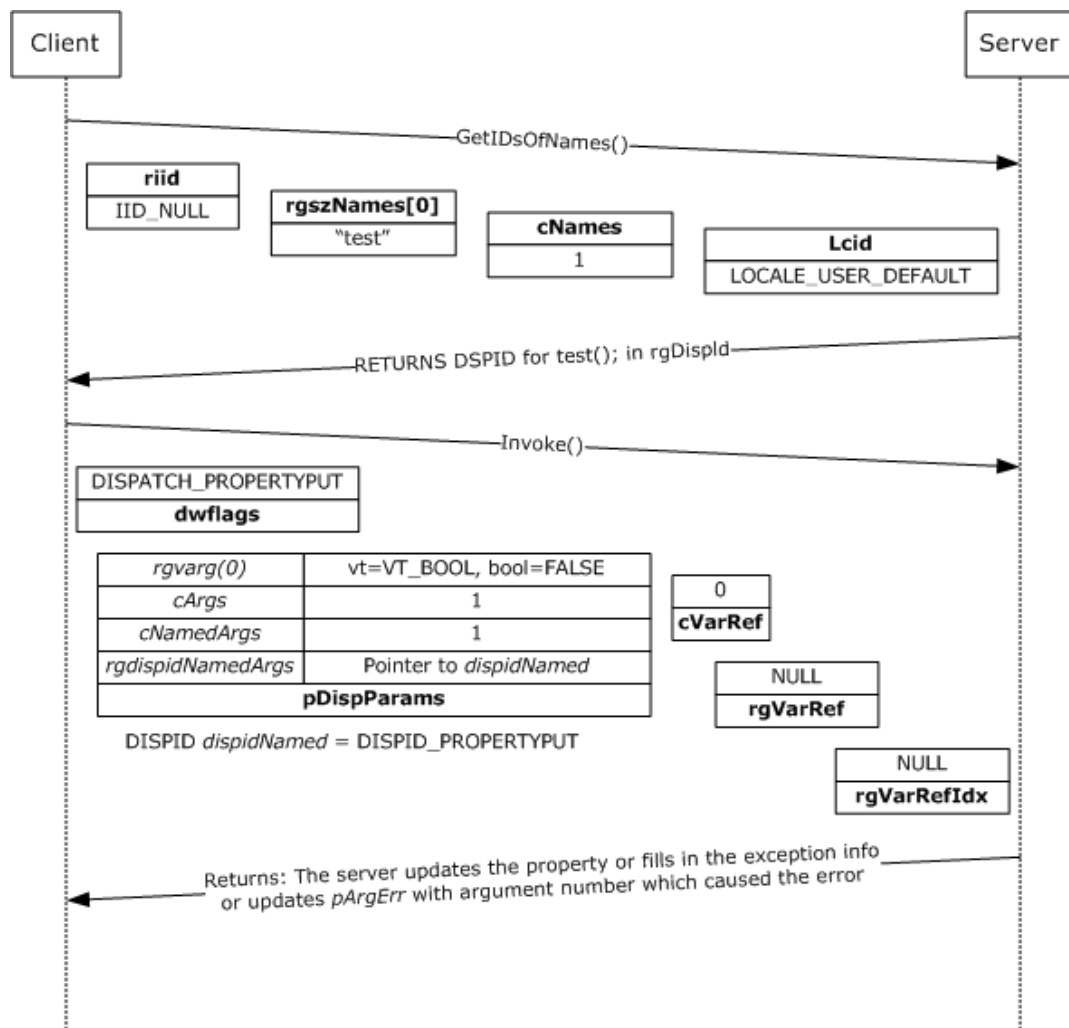 Client
Server
GetIDsOfNames()
riid
IID_NULL
rgszNames[0]
“test”
cNames
1
Lcid
LOCALE_USER_DEFAULT
RETURNS DSPID for test(); in rgDispId
Invoke()
DISPATCH_PROPERTYPUT
dwflags
rgvarg(0) vt=VT_BOOL, bool=FALSE
cArgs 1
cNamedArgs 1
rgdispidNamedArgs Pointer to dispidNamed
pDispParams
0
cVarRef
NULL
rgVarRef
DISPID dispidNamed = DISPID_PROPERTYPUT
NULL
rgVarRefIdx
Returns: The server updates the property or fills in the exception info
or updates pArgErr with argument number which caused the error